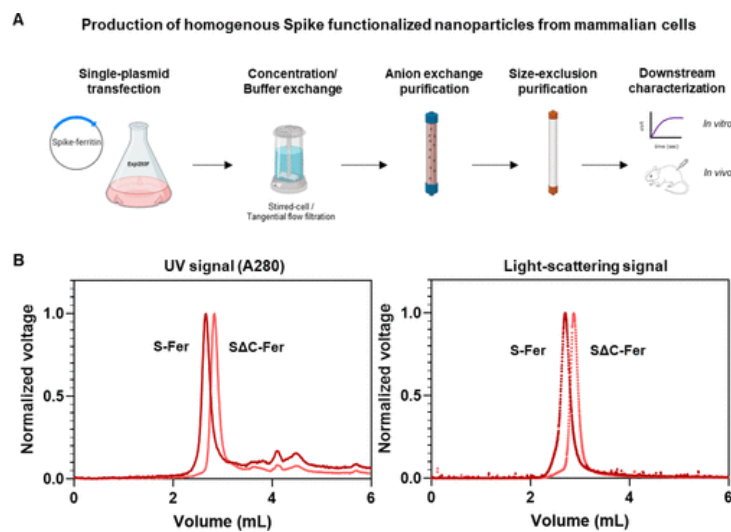 A
Production of homogenous Spike functionalized nanoparticles from mammalian cells
Single-plasmid
transfection
Concentration/
Buffer exchange
Anion exchange
purification
Size-exclusion
purification
Downstream
characterization
Spike-ferritin
Expi293F
Stirred-cell /
Tangential flow filtration
time (sec)
In vitro
In vivo
B
UV signal (A280)
Normalized voltage
1.0
0.5
0.0
S-Fer
SΔC-Fer
0
2
4
6
Volume (mL)
Light-scattering signal
Normalized voltage
1.0
0.5
0.0
S-Fer
SΔC-Fer
0
2
4
6
Volume (mL)